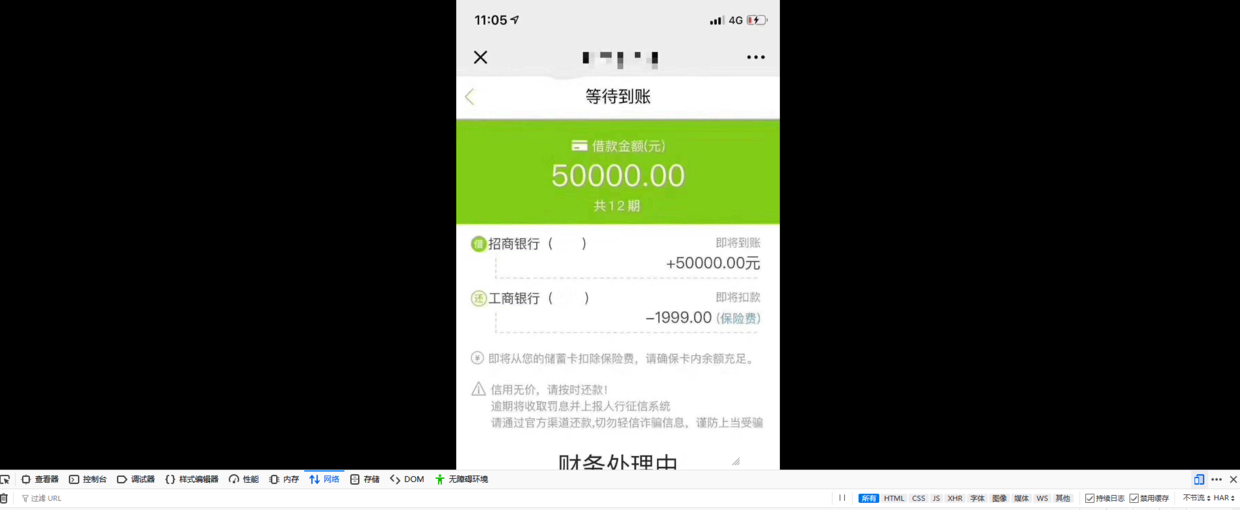 11:05
4G
等待到账
借款金额(元)
50000.00
共12期
借 招商银行 ( )
即将到账
+50000.00元
还 工商银行 ( )
即将扣款
-1999.00 (保险费)
¥ 即将从您的储蓄卡扣除保险费，请确保卡内余额充足。
信用无价，请按时还款!
逾期将收取罚息并上报人行征信系统
请通过官方渠道还款,切勿轻信诈骗信息，谨防上当受骗
财务处理中
查看器 控制台 调试器 {} 样式编辑器 性能 内存 网络 存储 DOM 无障碍环境
过滤 URL
所有 HTML CSS JS XHR 字体 图像 媒体 WS 其他 持续日志 禁用缓存 不节流 HAR